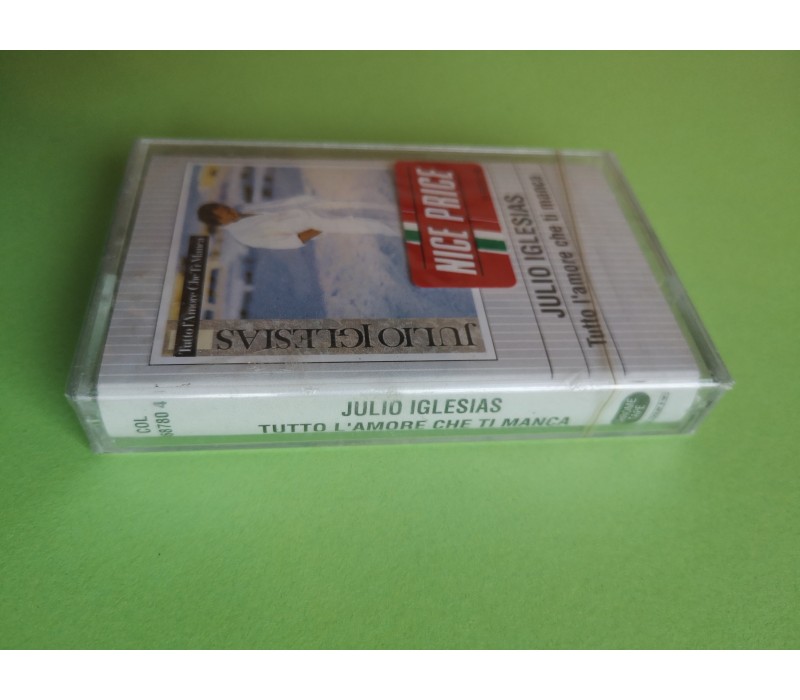 Tutto l'Amore Che Ti Manca
JULIO IGLESIAS
NICE PRICE
JULIO IGLESIAS
Tutto l'amore che ti manca
COL
JULIO IGLESIAS
TUTTO L'AMORE CHE TI MANCA